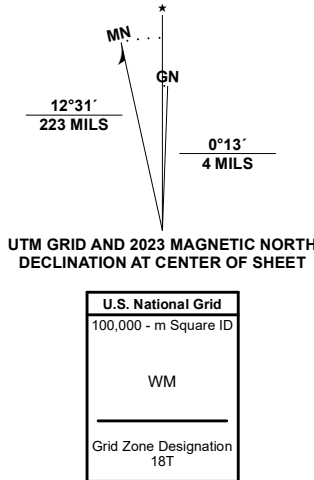 ★
MN
GN
12°31´
223 MILS
0°13´
4 MILS
UTM GRID AND 2023 MAGNETIC NORTH
DECLINATION AT CENTER OF SHEET
U.S. National Grid
100,000 - m Square ID
WM
Grid Zone Designation
18T